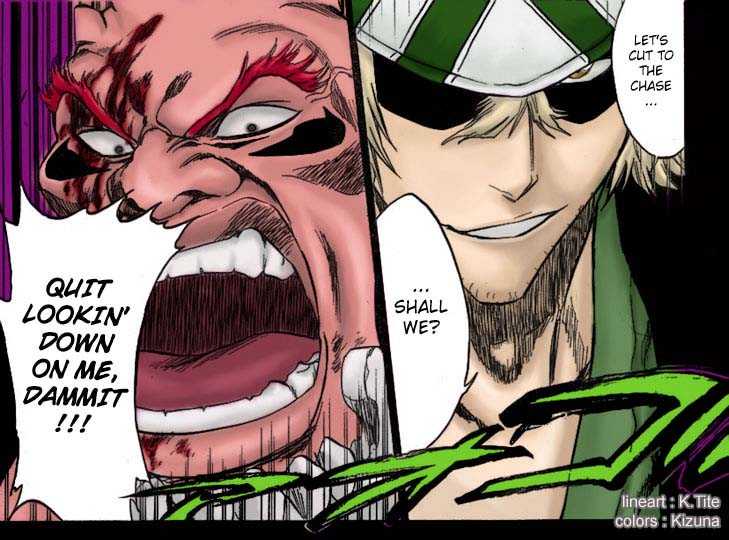 LET'S
CUT TO
THE
CHASE
...
...
SHALL
WE?
QUIT
LOOKIN'
DOWN
ON ME,
DAMMIT
!!!
lineart : K.Tite
colors : Kizuna